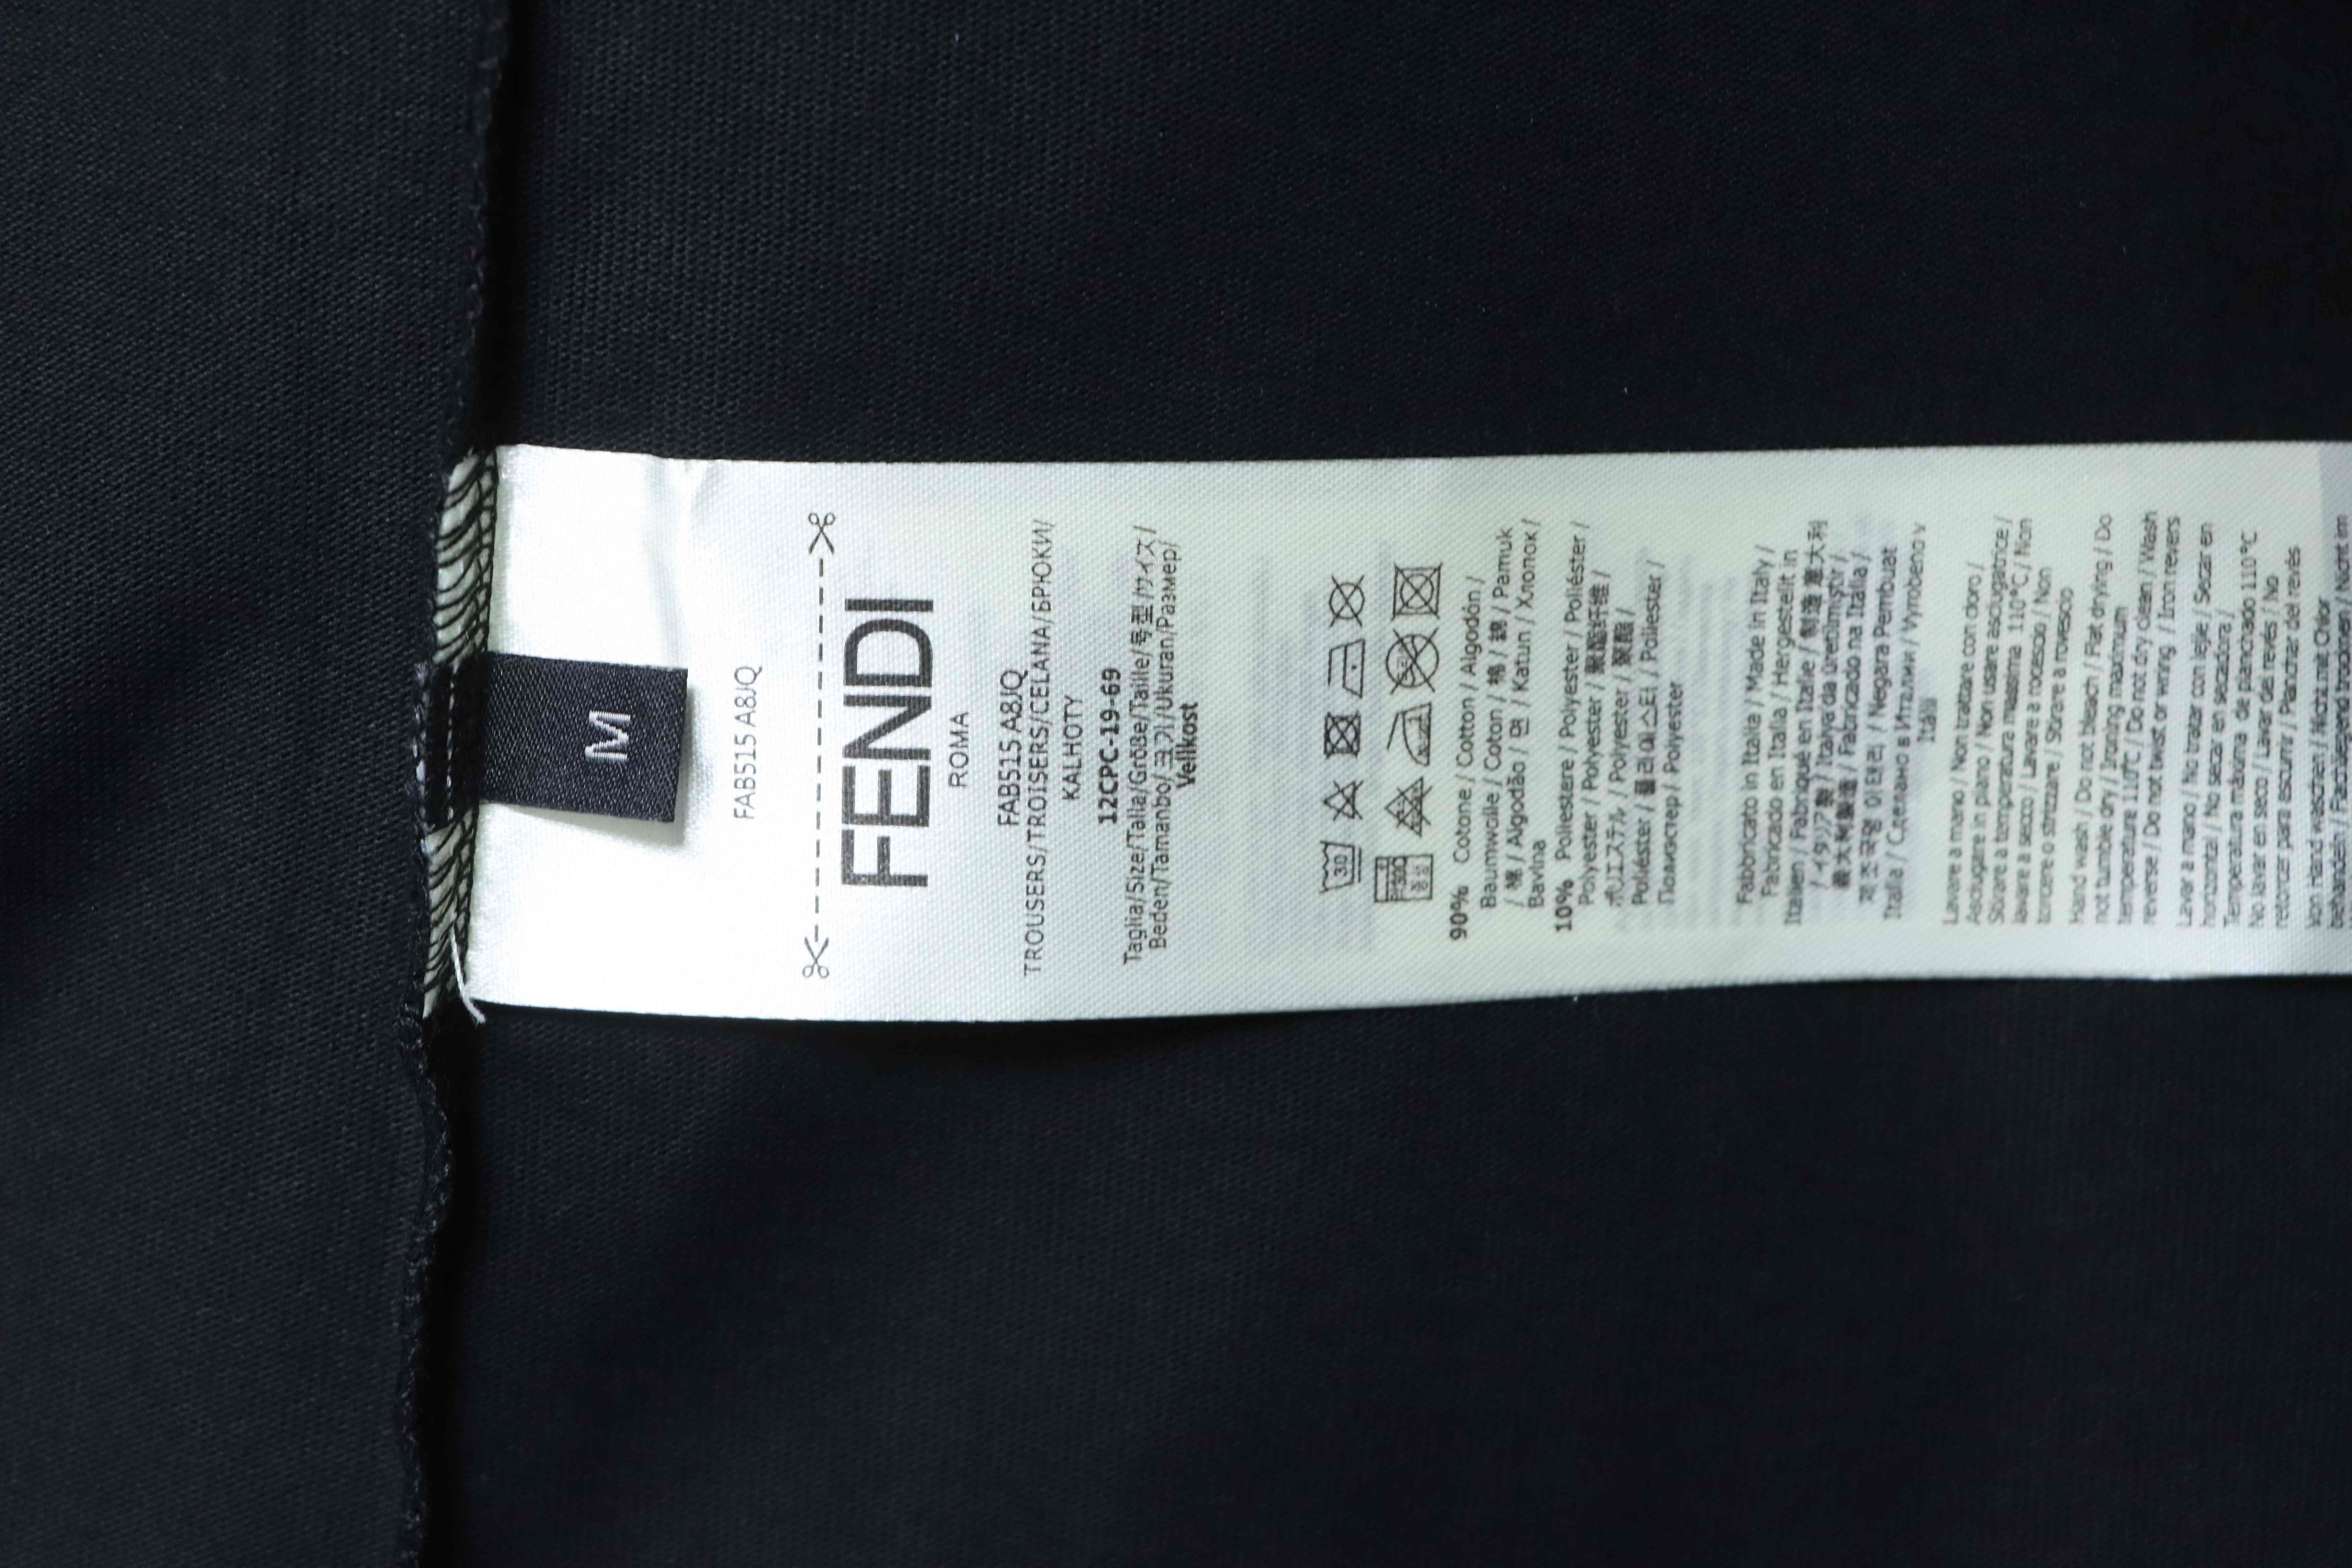 M
FAB515 A8JQ
FENDI
ROMA
FAB515 A8JQ
TROUSERS/TROISERS/CELANA/БРЮКИ/
KALHOTY
12CPC-19-69
Taglia/Size/Talla/Größe/Taille/号型/サイズ/
Beden/Tamanho/크기/Ukuran/Размер/
Velikost
30
90% Cotone / Cotton / Algodón /
Baumwolle / Coton / 棉 / 綿 / Pamuk
/ 棉 / Algodão / 면 / Katun / Хлопок /
Bavlna
10% Poliestere / Polyester / Poliéster /
Polyester / Polyester / 聚酯纤维 /
ポリエステル / Polyester / 聚酯 /
Poliéster / 폴리에스터 / Poliester /
Полиэстер / Polyester
Fabbricato in Italia / Made in Italy /
Fabricado en Italia / Hergestellt in
Italien / Fabriqué en Italie / 制造 意大利
/ イタリア製 / İtalya'da üretilmiştir /
義大利製造 / Fabricado na Itália /
제조국명 이태리 / Negara Pembuat
Italia / Сделано в Италии / Vyrobeno v
Itálii
Lavare a mano / Non trattare con cloro /
Asciugare in piano / Non usare asciugatrice /
Stirare a temperatura massima 110°C / Non
lavare a secco / Lavare a rovescio / Non
torcere o strizzare / Stirare a rovescio
Hand wash / Do not bleach / Flat drying / Do
not tumble dry / Ironing maximum
temperature 110°C / Do not dry clean / Wash
reverse / Do not twist or wring / Iron revers
Lavar a mano / No tratar con lejie / Secar en
horizontal / No secar en secadora /
Temperatura máxima de planchado 110°C
No lavar en seco / Lavar del revés / No
retorcer para escurrir / Planchar del revés
Von Hand waschen / Nicht mit Chlor